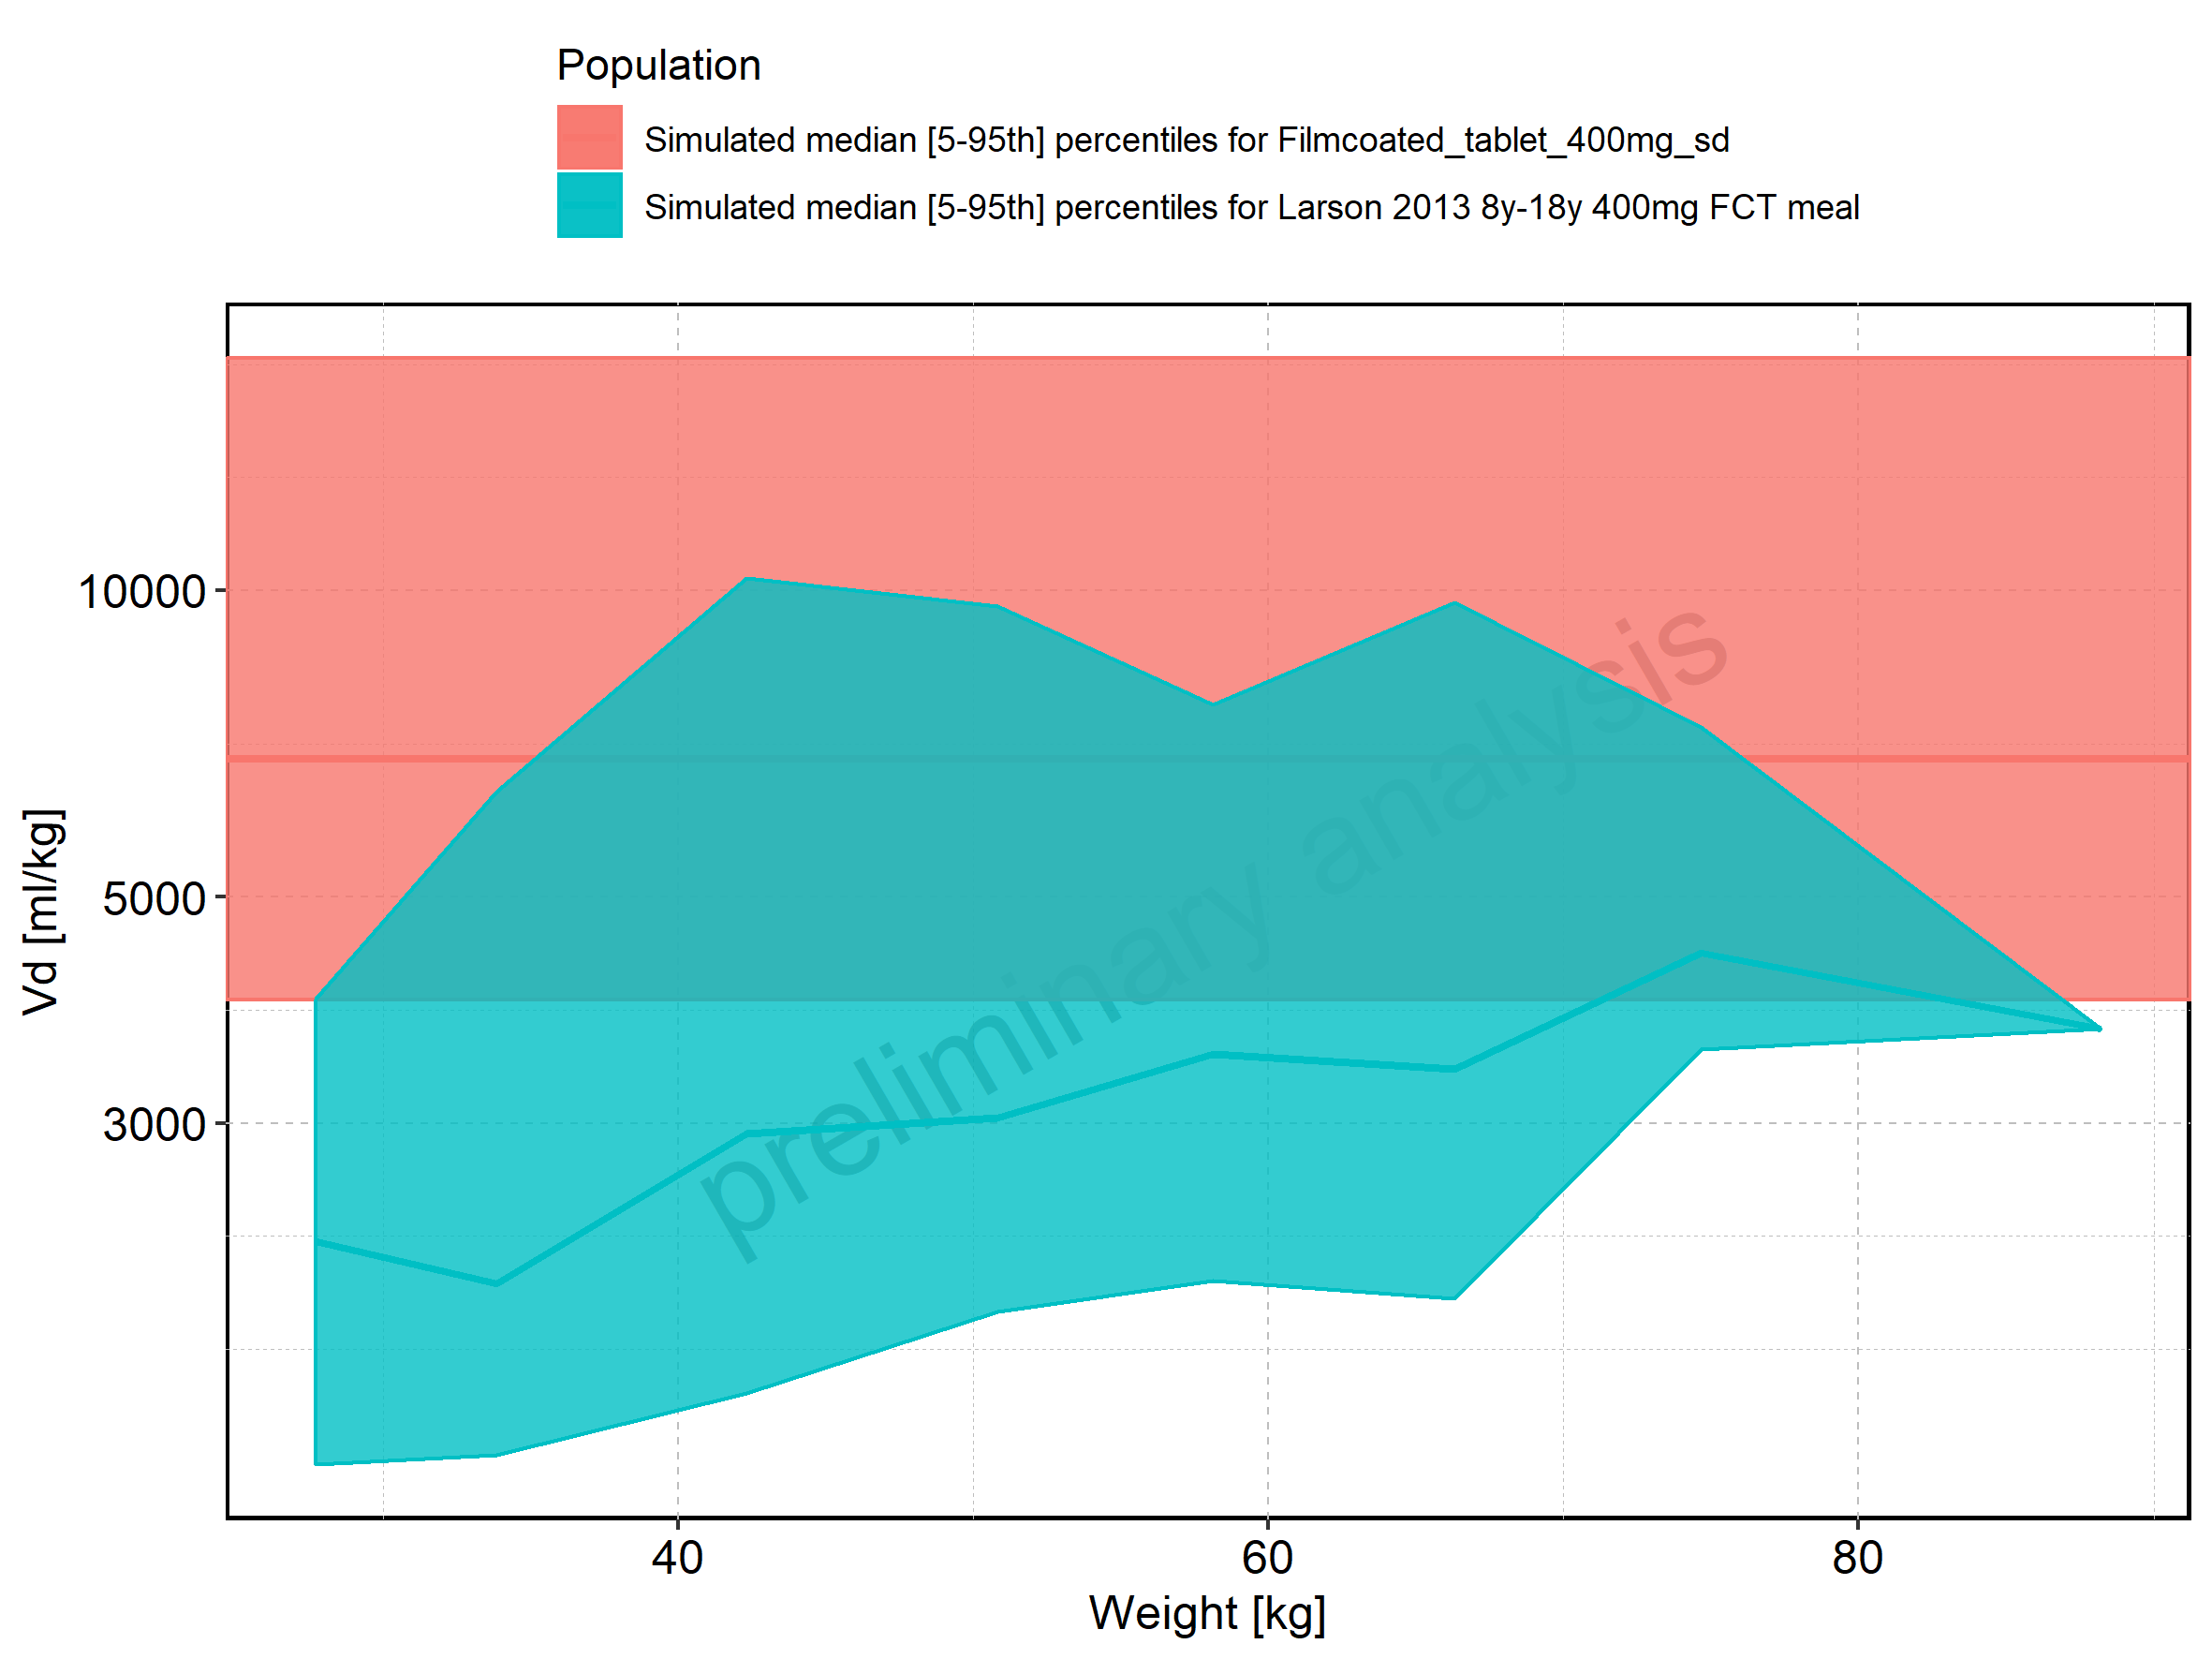 Population
Simulated median [5-95th] percentiles for Filmcoated_tablet_400mg_sd
Simulated median [5-95th] percentiles for Larson 2013 8y-18y 400mg FCT meal
10000
5000
3000
Vd [ml/kg]
preliminary analysis
40
60
80
Weight [kg]